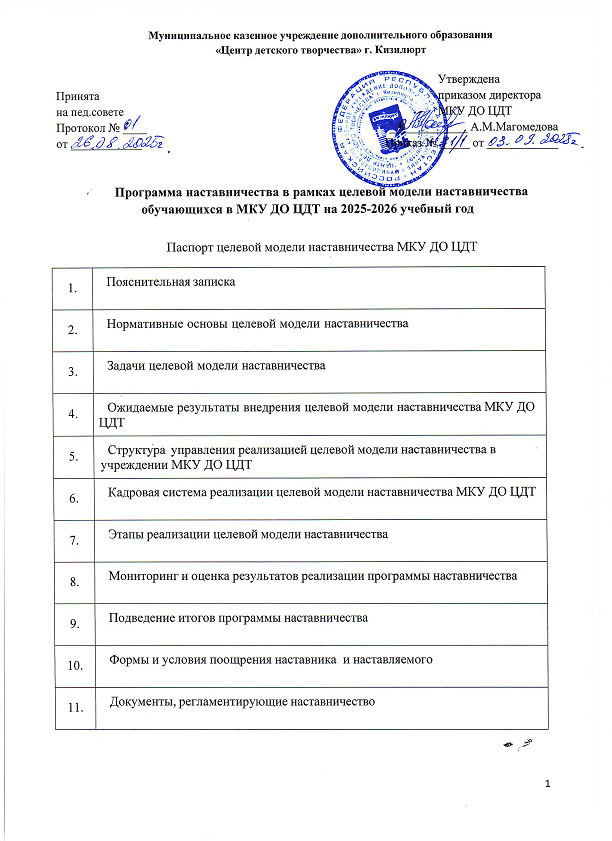 Муниципальное казенное учреждение дополнительного образования
«Центр детского творчества» г. Кизилюрт
Принята
на пед.совете
Протокол № 01
от 26.08.2025г.
Утверждена
приказом директора
МКУ ДО ЦДТ
А.М.Магомедова
Приказ № от 03.09.2025г.
Программа наставничества в рамках целевой модели наставничества
обучающихся в МКУ ДО ЦДТ на 2025-2026 учебный год
Паспорт целевой модели наставничества МКУ ДО ЦДТ
1. Пояснительная записка
2. Нормативные основы целевой модели наставничества
3. Задачи целевой модели наставничества
4. Ожидаемые результаты внедрения целевой модели наставничества МКУ ДО
ЦДТ
5. Структура управления реализацией целевой модели наставничества в
учреждении МКУ ДО ЦДТ
6. Кадровая система реализации целевой модели наставничества МКУ ДО ЦДТ
7. Этапы реализации целевой модели наставничества
8. Мониторинг и оценка результатов реализации программы наставничества
9. Подведение итогов программы наставничества
10. Формы и условия поощрения наставника и наставляемого
11. Документы, регламентирующие наставничество
1